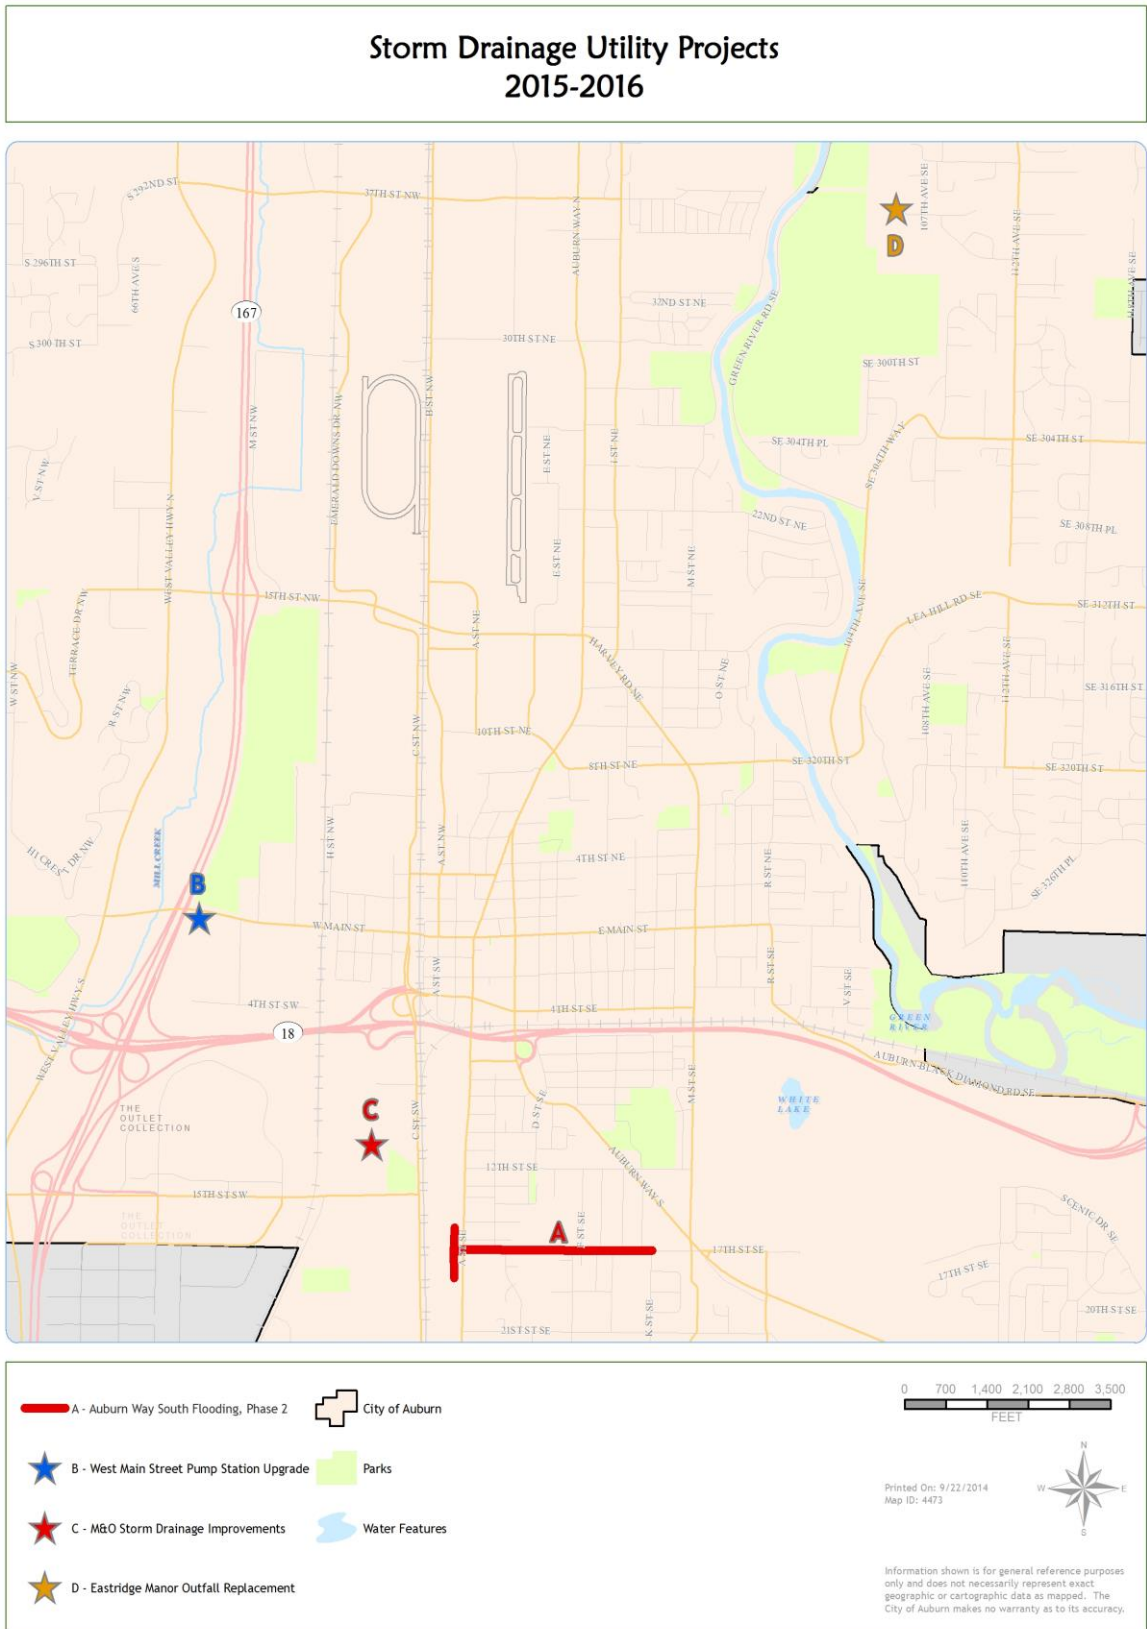 Storm Drainage Utility Projects
2015-2016
S 292ND ST
37TH ST NW
AUBURN WAY N
107TH AVE SE
112TH AVE SE
D
S 296TH ST
66TH AVE S
167
32ND ST NE
GREEN RIVER RD SE
S 300TH ST
30TH ST NE
SE 300TH ST
M ST NW
EMERALD DOWNS DR NW
B ST NW
E ST NE
I ST NE
SE 304TH PL
SE 304TH WAY
SE 304TH ST
V ST NW
WEST VALLEY HWY N
22ND ST NE
SE 308TH PL
E ST NE
M ST NE
15TH ST NW
TERRACE DR NW
A ST NE
HARVEY RD NE
104TH AVE SE
LEA HILL RD SE
SE 312TH ST
W ST NW
R ST NW
O ST NE
108TH AVE SE
112TH AVE SE
SE 316TH ST
C ST NW
10TH ST NE
8TH ST NE
SE 320TH ST
SE 320TH ST
H ST NW
A ST NW
MILL CREEK
4TH ST NE
R ST NE
110TH AVE SE
SE 326TH PL
B
W MAIN ST
E MAIN ST
A ST SW
R ST SE
V ST SE
4TH ST SW
4TH ST SE
GREEN
RIVER
18
WEST VALLEY HWY S
AUBURN-BLACK DIAMOND RD SE
THE
OUTLET
COLLECTION
C
C ST SW
D ST SE
M ST SE
WHITE
LAKE
12TH ST SE
AUBURN WAY S
15TH ST SW
SCENIC DR SE
THE
OUTLET
COLLECTION
A
A ST SE
F ST SE
17TH ST SE
17TH ST SE
K ST SE
21ST ST SE
20TH ST SE
A - Auburn Way South Flooding, Phase 2
City of Auburn
B - West Main Street Pump Station Upgrade
Parks
C - M&O Storm Drainage Improvements
Water Features
D - Eastridge Manor Outfall Replacement
0 700 1,400 2,100 2,800 3,500
FEET
N
W E
S
Printed On: 9/22/2014
Map ID: 4473
Information shown is for general reference purposes
only and does not necessarily represent exact
geographic or cartographic data as mapped. The
City of Auburn makes no warranty as to its accuracy.